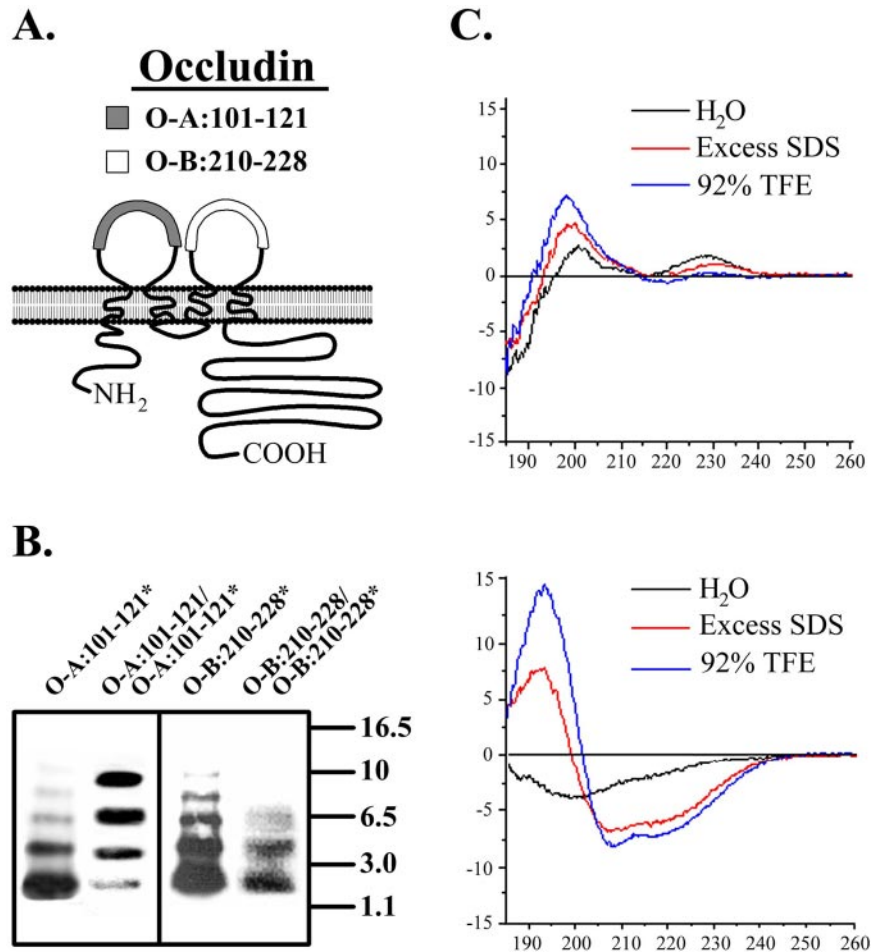 A.
Occludin
O-A:101-121
O-B:210-228
NH₂
COOH
B.
O-A:101-121*
O-A:101-121/
O-A:101-121*
O-B:210-228*
O-B:210-228/
O-B:210-228*
16.5
10
6.5
3.0
1.1
C.
H₂O
Excess SDS
92% TFE
15
10
5
0
-5
-10
-15
190 200 210 220 230 240 250 260
H₂O
Excess SDS
92% TFE
15
10
5
0
-5
-10
-15
190 200 210 220 230 240 250 260